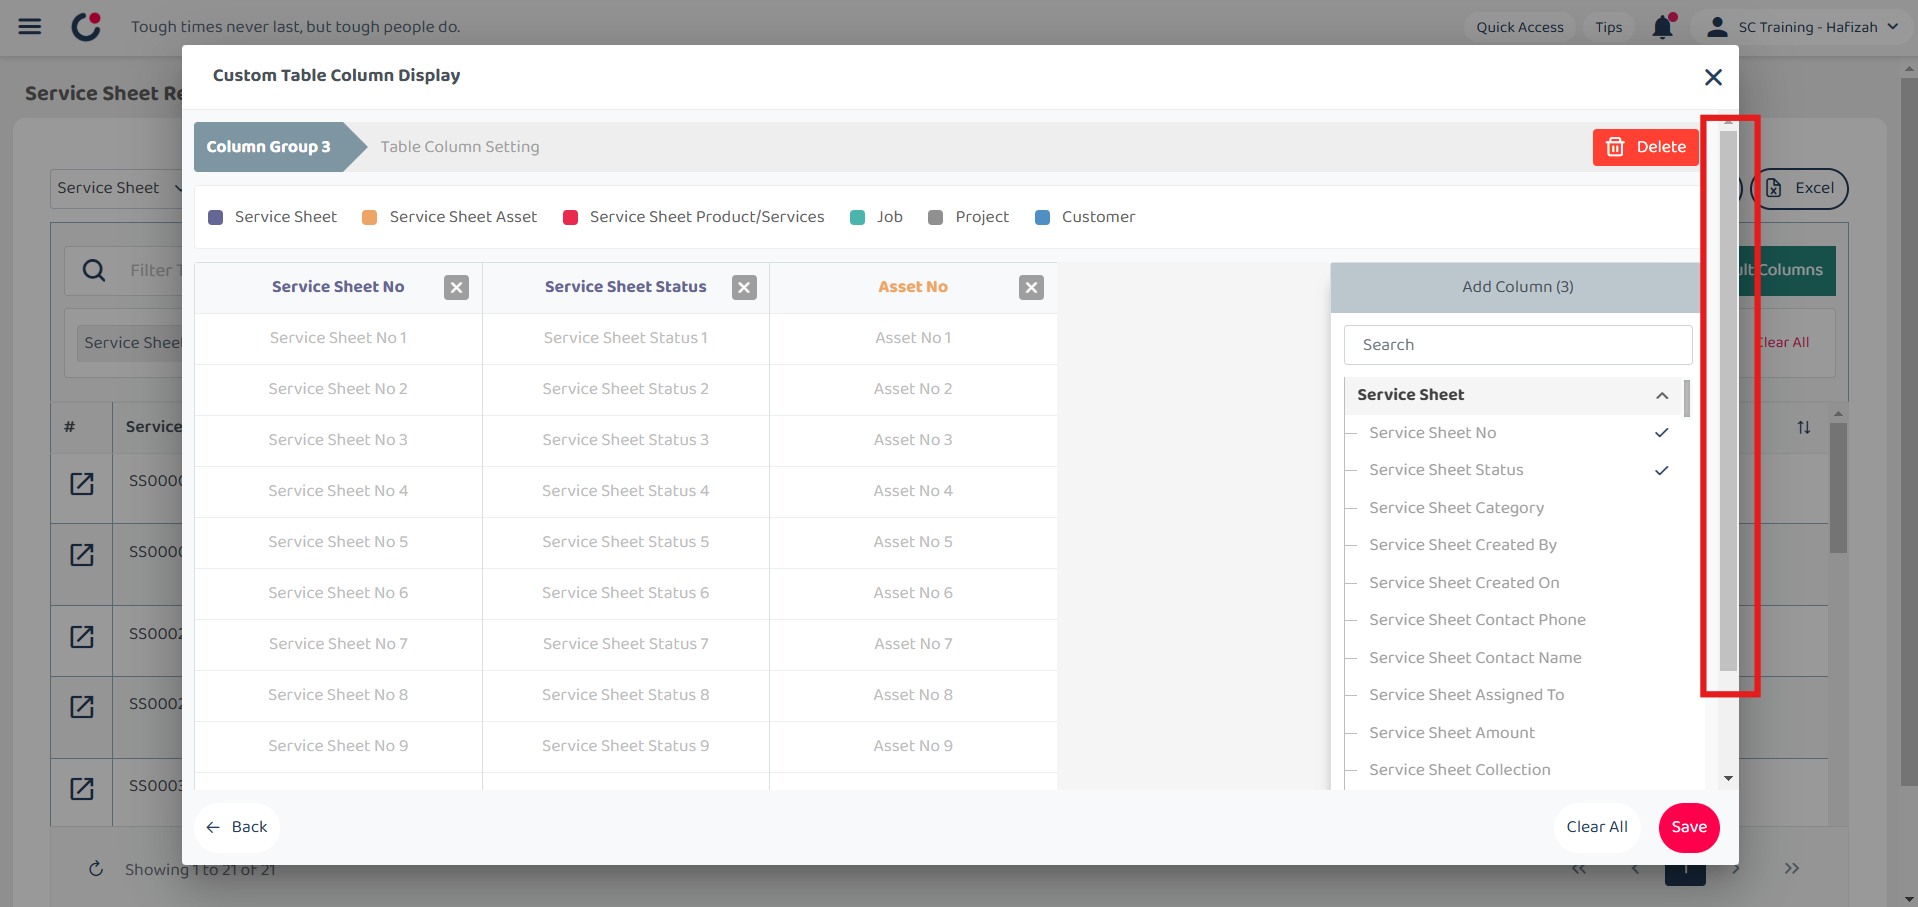 Tough times never last, but tough people do.
Quick Access
Tips
SC Training - Hafizah
Service Sheet Re
Custom Table Column Display
Column Group 3
Table Column Setting
Delete
Service Sheet
Excel
Service Sheet
Service Sheet Asset
Service Sheet Product/Services
Job
Project
Customer
Filter T
ult Columns
Service Sheet No
Service Sheet Status
Asset No
Add Column (3)
Service Sheet No 1
Service Sheet Status 1
Asset No 1
Service Shee
Search
Clear All
Service Sheet No 2
Service Sheet Status 2
Asset No 2
Service Sheet
#
Service
Service Sheet No 3
Service Sheet Status 3
Asset No 3
Service Sheet No
Service Sheet Status
SS000
Service Sheet No 4
Service Sheet Status 4
Asset No 4
Service Sheet Category
SS000
Service Sheet No 5
Service Sheet Status 5
Asset No 5
Service Sheet Created By
Service Sheet Created On
Service Sheet No 6
Service Sheet Status 6
Asset No 6
Service Sheet Contact Phone
SS0002
Service Sheet No 7
Service Sheet Status 7
Asset No 7
Service Sheet Contact Name
SS0002
Service Sheet No 8
Service Sheet Status 8
Asset No 8
Service Sheet Assigned To
Service Sheet Amount
Service Sheet No 9
Service Sheet Status 9
Asset No 9
Service Sheet Collection
SS0003
Back
Clear All
Save
Showing 1 to 21 of 21
1